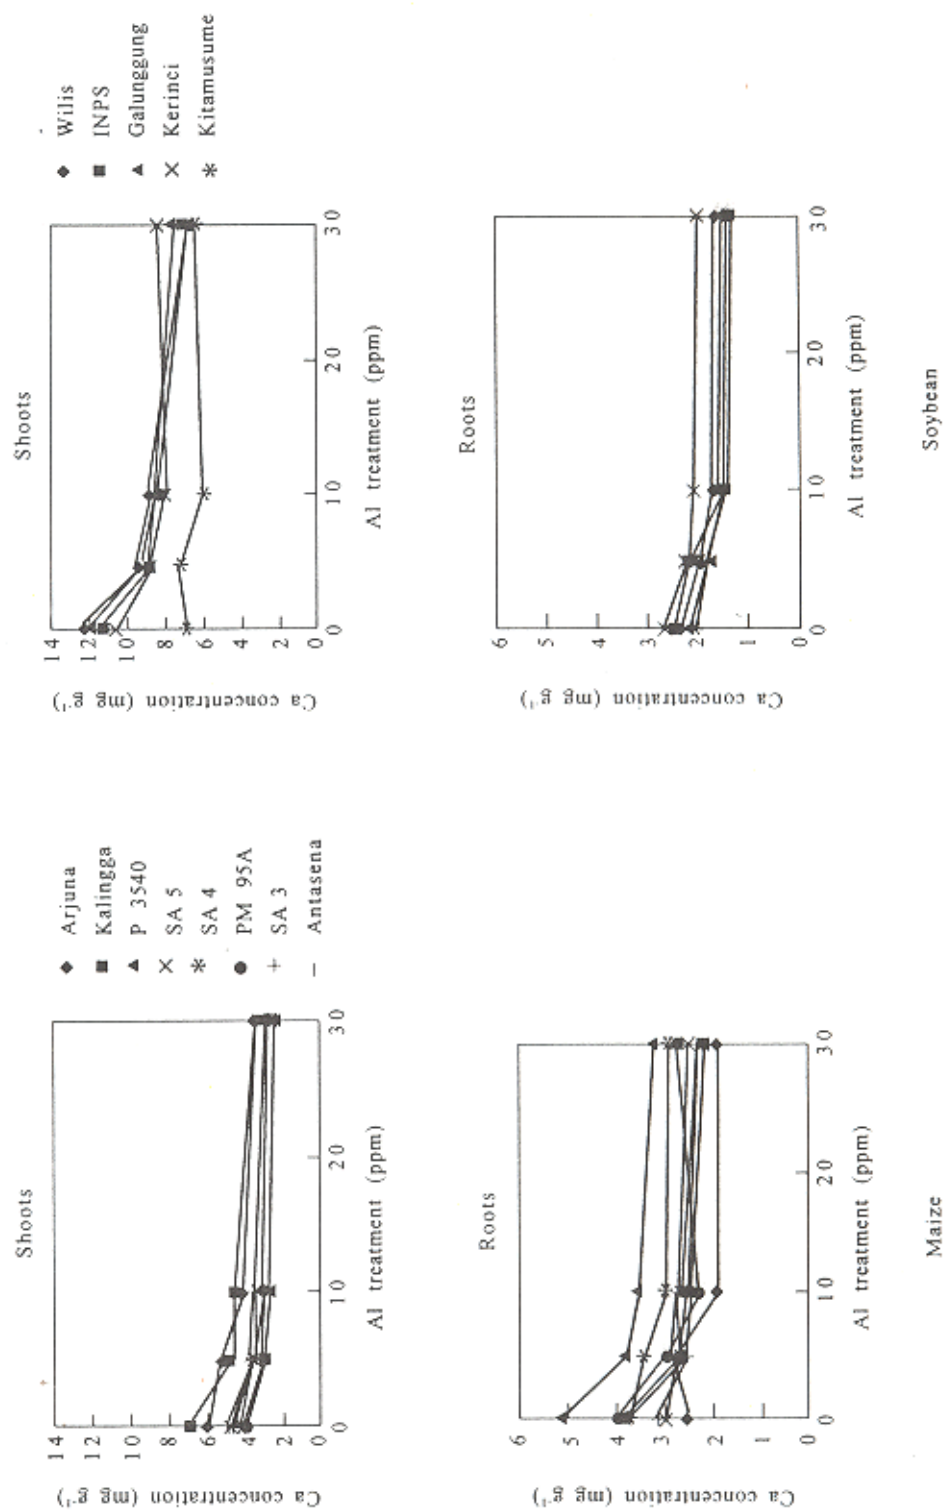 Shoots
Ca concentration (mg g⁻¹)
14
12
10
8
6
4
2
0
0 10 20 30
Al treatment (ppm)
Arjuna
Kalingga
P 3540
SA 5
SA 4
PM 95A
SA 3
Antasena
Shoots
Ca concentration (mg g⁻¹)
14
12
10
8
6
4
2
0
0 10 20 30
Al treatment (ppm)
Wilis
INPS
Galunggung
Kerinci
Kitamusume
Roots
Ca concentration (mg g⁻¹)
6
5
4
3
2
1
0
0 10 20 30
Al treatment (ppm)
Maize
Roots
Ca concentration (mg g⁻¹)
6
5
4
3
2
1
0
0 10 20 30
Al treatment (ppm)
Soybean